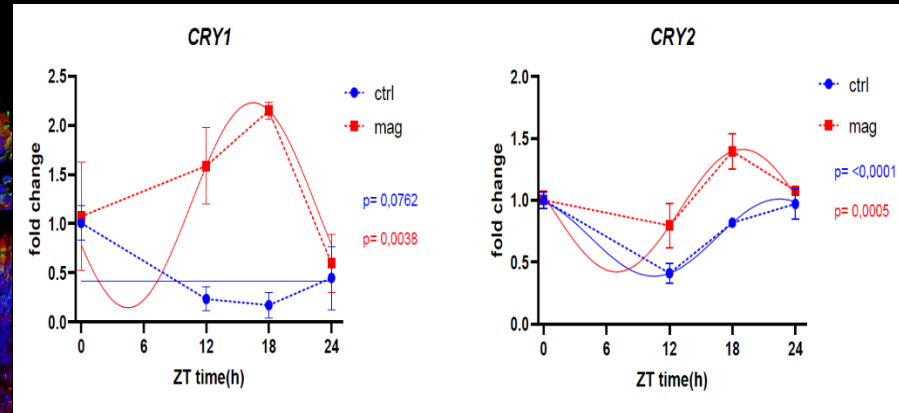 CRY1
fold change
2.5
2.0
1.5
1.0
0.5
0.0
0
6
12
18
24
ZT time(h)
ctrl
mag
p= 0,0762
p= 0,0038
CRY2
fold change
2.0
1.5
1.0
0.5
0.0
0
6
12
18
24
ZT time(h)
ctrl
mag
p= <0,0001
p= 0,0005